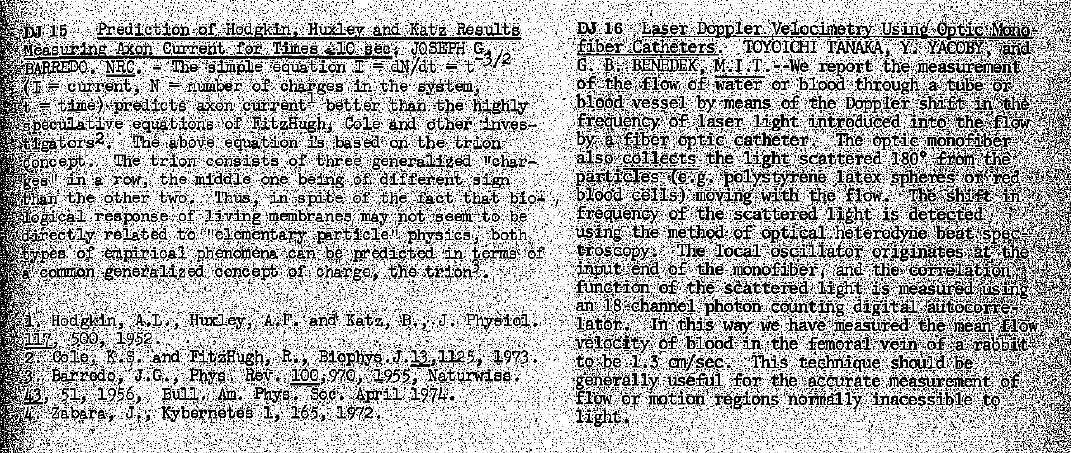 DJ 15 Prediction of Hodgkin, Huxley and Katz Results
Measuring Axon Current for Times <10 sec, JOSEPH G.
BARREDO, NRC. - The simple equation I = dN/dt = t^-3/2
(I = current, N = number of charges in the system,
t = time) predicts axon current¹ better than the highly
speculative equations of FitzHugh, Cole and other inves-
tigators². The above equation is based on the trion
concept. The trion consists of three generalized "char-
ges" in a row, the middle one being of different sign
than the other two. Thus, in spite of the fact that bio-
logical response of living membranes may not seem to be
directly related to "elementary particle" physics, both
types of empirical phenomena can be predicted in terms of
a common generalized concept of charge, the trion³.
1. Hodgkin, A.L., Huxley, A.F. and Katz, B., J. Physiol.
117, 500, 1952.
2. Cole, K.S. and FitzHugh, R., Biophys.J.13,1125, 1973.
3. Barredo, J.G., Phys. Rev. 100,970, 1955, Naturwiss.
43, 51, 1956, Bull. Am. Phys. Soc. April 1974.
4. Zabara, J., Kybernetes 1, 165, 1972.
DJ 16 Laser Doppler Velocimetry Using Optic Mono
fiber Catheters. TOYOICHI TANAKA, Y. YACOBY, and
G. B. BENEDEK, M.I.T.--We report the measurement
of the flow of water or blood through a tube or
blood vessel by means of the Doppler shift in the
frequency of laser light introduced into the flow
by a fiber optic catheter. The optic monofiber
also collects the light scattered 180° from the
particles (e.g. polystyrene latex spheres or red
blood cells) moving with the flow. The shift in
frequency of the scattered light is detected
using the method of optical heterodyne beat spec-
troscopy. The local oscillator originates at the
input end of the monofiber, and the correlation
function of the scattered light is measured using
an 18-channel photon counting digital autocorre-
lator. In this way we have measured the mean flow
velocity of blood in the femoral vein of a rabbit
to be 1.3 cm/sec. This technique should be
generally useful for the accurate measurement of
flow or motion regions normally inacessible to
light.